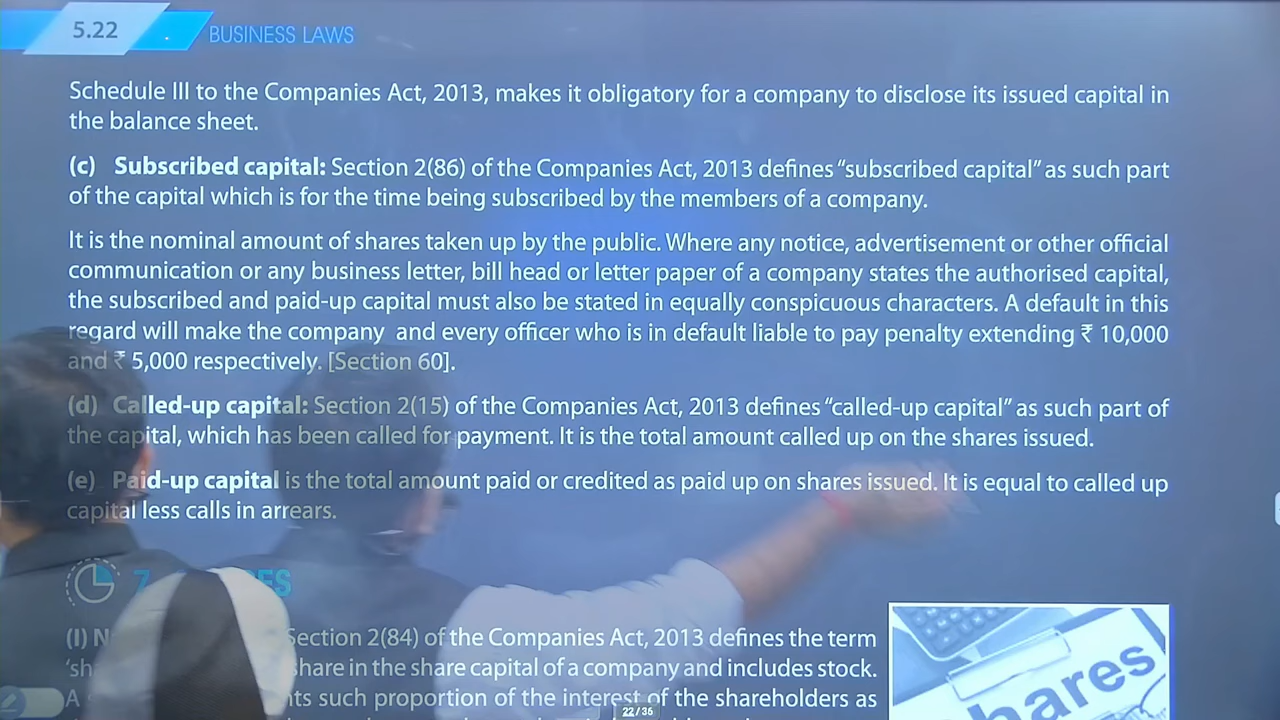 5.22
BUSINESS LAWS
Schedule III to the Companies Act, 2013, makes it obligatory for a company to disclose its issued capital in
the balance sheet.
(c) Subscribed capital: Section 2(86) of the Companies Act, 2013 defines “subscribed capital” as such part
of the capital which is for the time being subscribed by the members of a company.
It is the nominal amount of shares taken up by the public. Where any notice, advertisement or other official
communication or any business letter, bill head or letter paper of a company states the authorised capital,
the subscribed and paid-up capital must also be stated in equally conspicuous characters. A default in this
regard will make the company and every officer who is in default liable to pay penalty extending ₹ 10,000
and ₹ 5,000 respectively. [Section 60].
(d) Called-up capital: Section 2(15) of the Companies Act, 2013 defines “called-up capital” as such part of
the capital, which has been called for payment. It is the total amount called up on the shares issued.
(e) Paid-up capital is the total amount paid or credited as paid up on shares issued. It is equal to called up
capital less calls in arrears.
7
(I) Section 2(84) of the Companies Act, 2013 defines the term
share in the share capital of a company and includes stock.
A such proportion of the interest of the shareholders as
hares
22/36